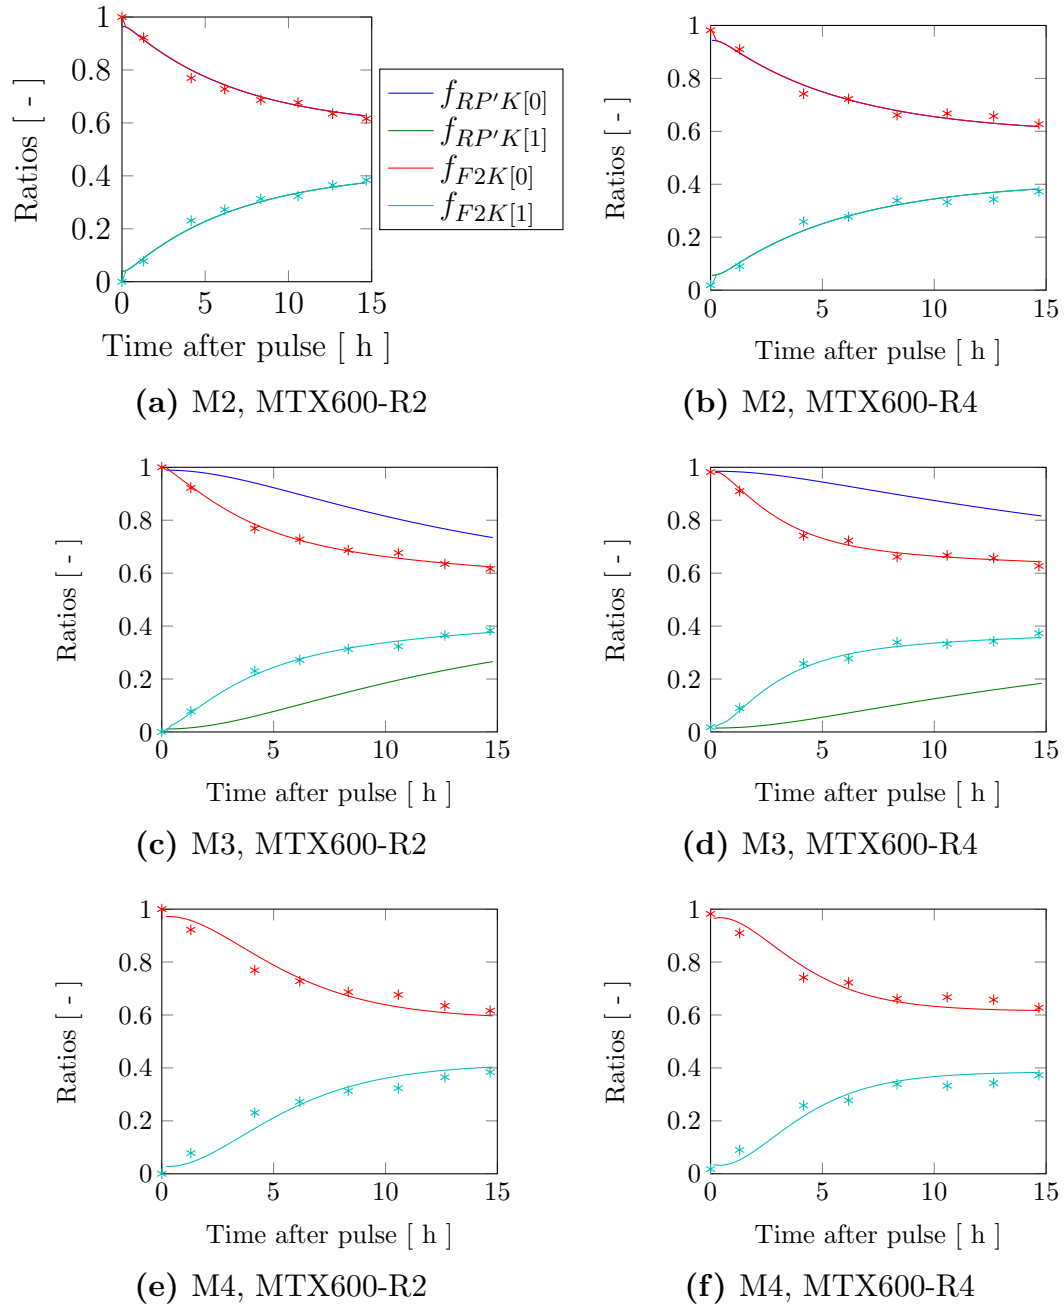 1
0.8
0.6
0.4
0.2
0
0 5 10 15
Ratios [ - ]
Time after pulse [ h ]
f_{RP'K[0]}
f_{RP'K[1]}
f_{F2K[0]}
f_{F2K[1]}
(a) M2, MTX600-R2
1
0.8
0.6
0.4
0.2
0
0 5 10 15
Ratios [ - ]
Time after pulse [ h ]
(b) M2, MTX600-R4
1
0.8
0.6
0.4
0.2
0
0 5 10 15
Ratios [ - ]
Time after pulse [ h ]
(c) M3, MTX600-R2
1
0.8
0.6
0.4
0.2
0
0 5 10 15
Ratios [ - ]
Time after pulse [ h ]
(d) M3, MTX600-R4
1
0.8
0.6
0.4
0.2
0
0 5 10 15
Ratios [ - ]
Time after pulse [ h ]
(e) M4, MTX600-R2
1
0.8
0.6
0.4
0.2
0
0 5 10 15
Ratios [ - ]
Time after pulse [ h ]
(f) M4, MTX600-R4